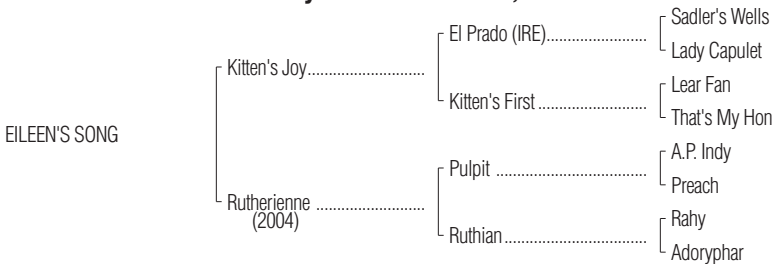 Sadler's Wells
El Prado (IRE)
Lady Capulet
Kitten's Joy
Lear Fan
Kitten's First
That's My Hon
EILEEN'S SONG
A.P. Indy
Pulpit
Preach
Rutherienne
(2004)
Rahy
Ruthian
Adoryphar